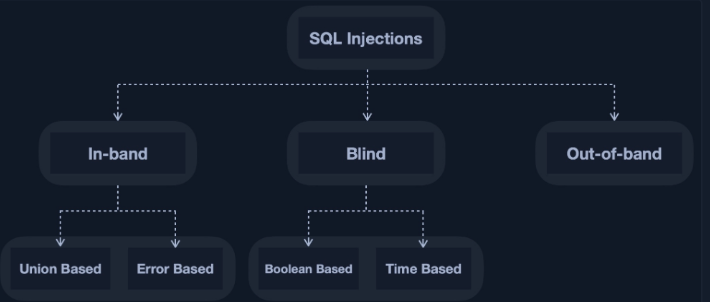 SQL Injections
In-band
Blind
Out-of-band
Union Based
Error Based
Boolean Based
Time Based